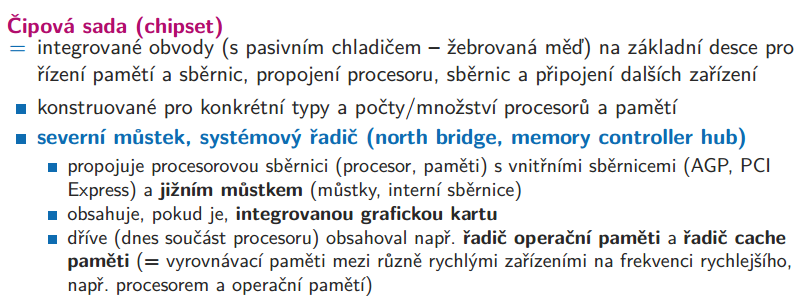 Čipová sada (chipset)
= integrované obvody (s pasivním chladičem – žebrovaná měď) na základní desce pro
řízení pamětí a sběrnic, propojení procesoru, sběrnic a připojení dalších zařízení
■ konstruované pro konkrétní typy a počty/množství procesorů a pamětí
■ severní můstek, systémový řadič (north bridge, memory controller hub)
■ propojuje procesorovou sběrnici (procesor, paměti) s vnitřními sběrnicemi (AGP, PCI
Express) a jižním můstkem (můstky, interní sběrnice)
■ obsahuje, pokud je, integrovanou grafickou kartu
■ dříve (dnes součást procesoru) obsahoval např. řadič operační paměti a řadič cache
paměti (= vyrovnávací paměti mezi různě rychlými zařízeními na frekvenci rychlejšího,
např. procesorem a operační pamětí)